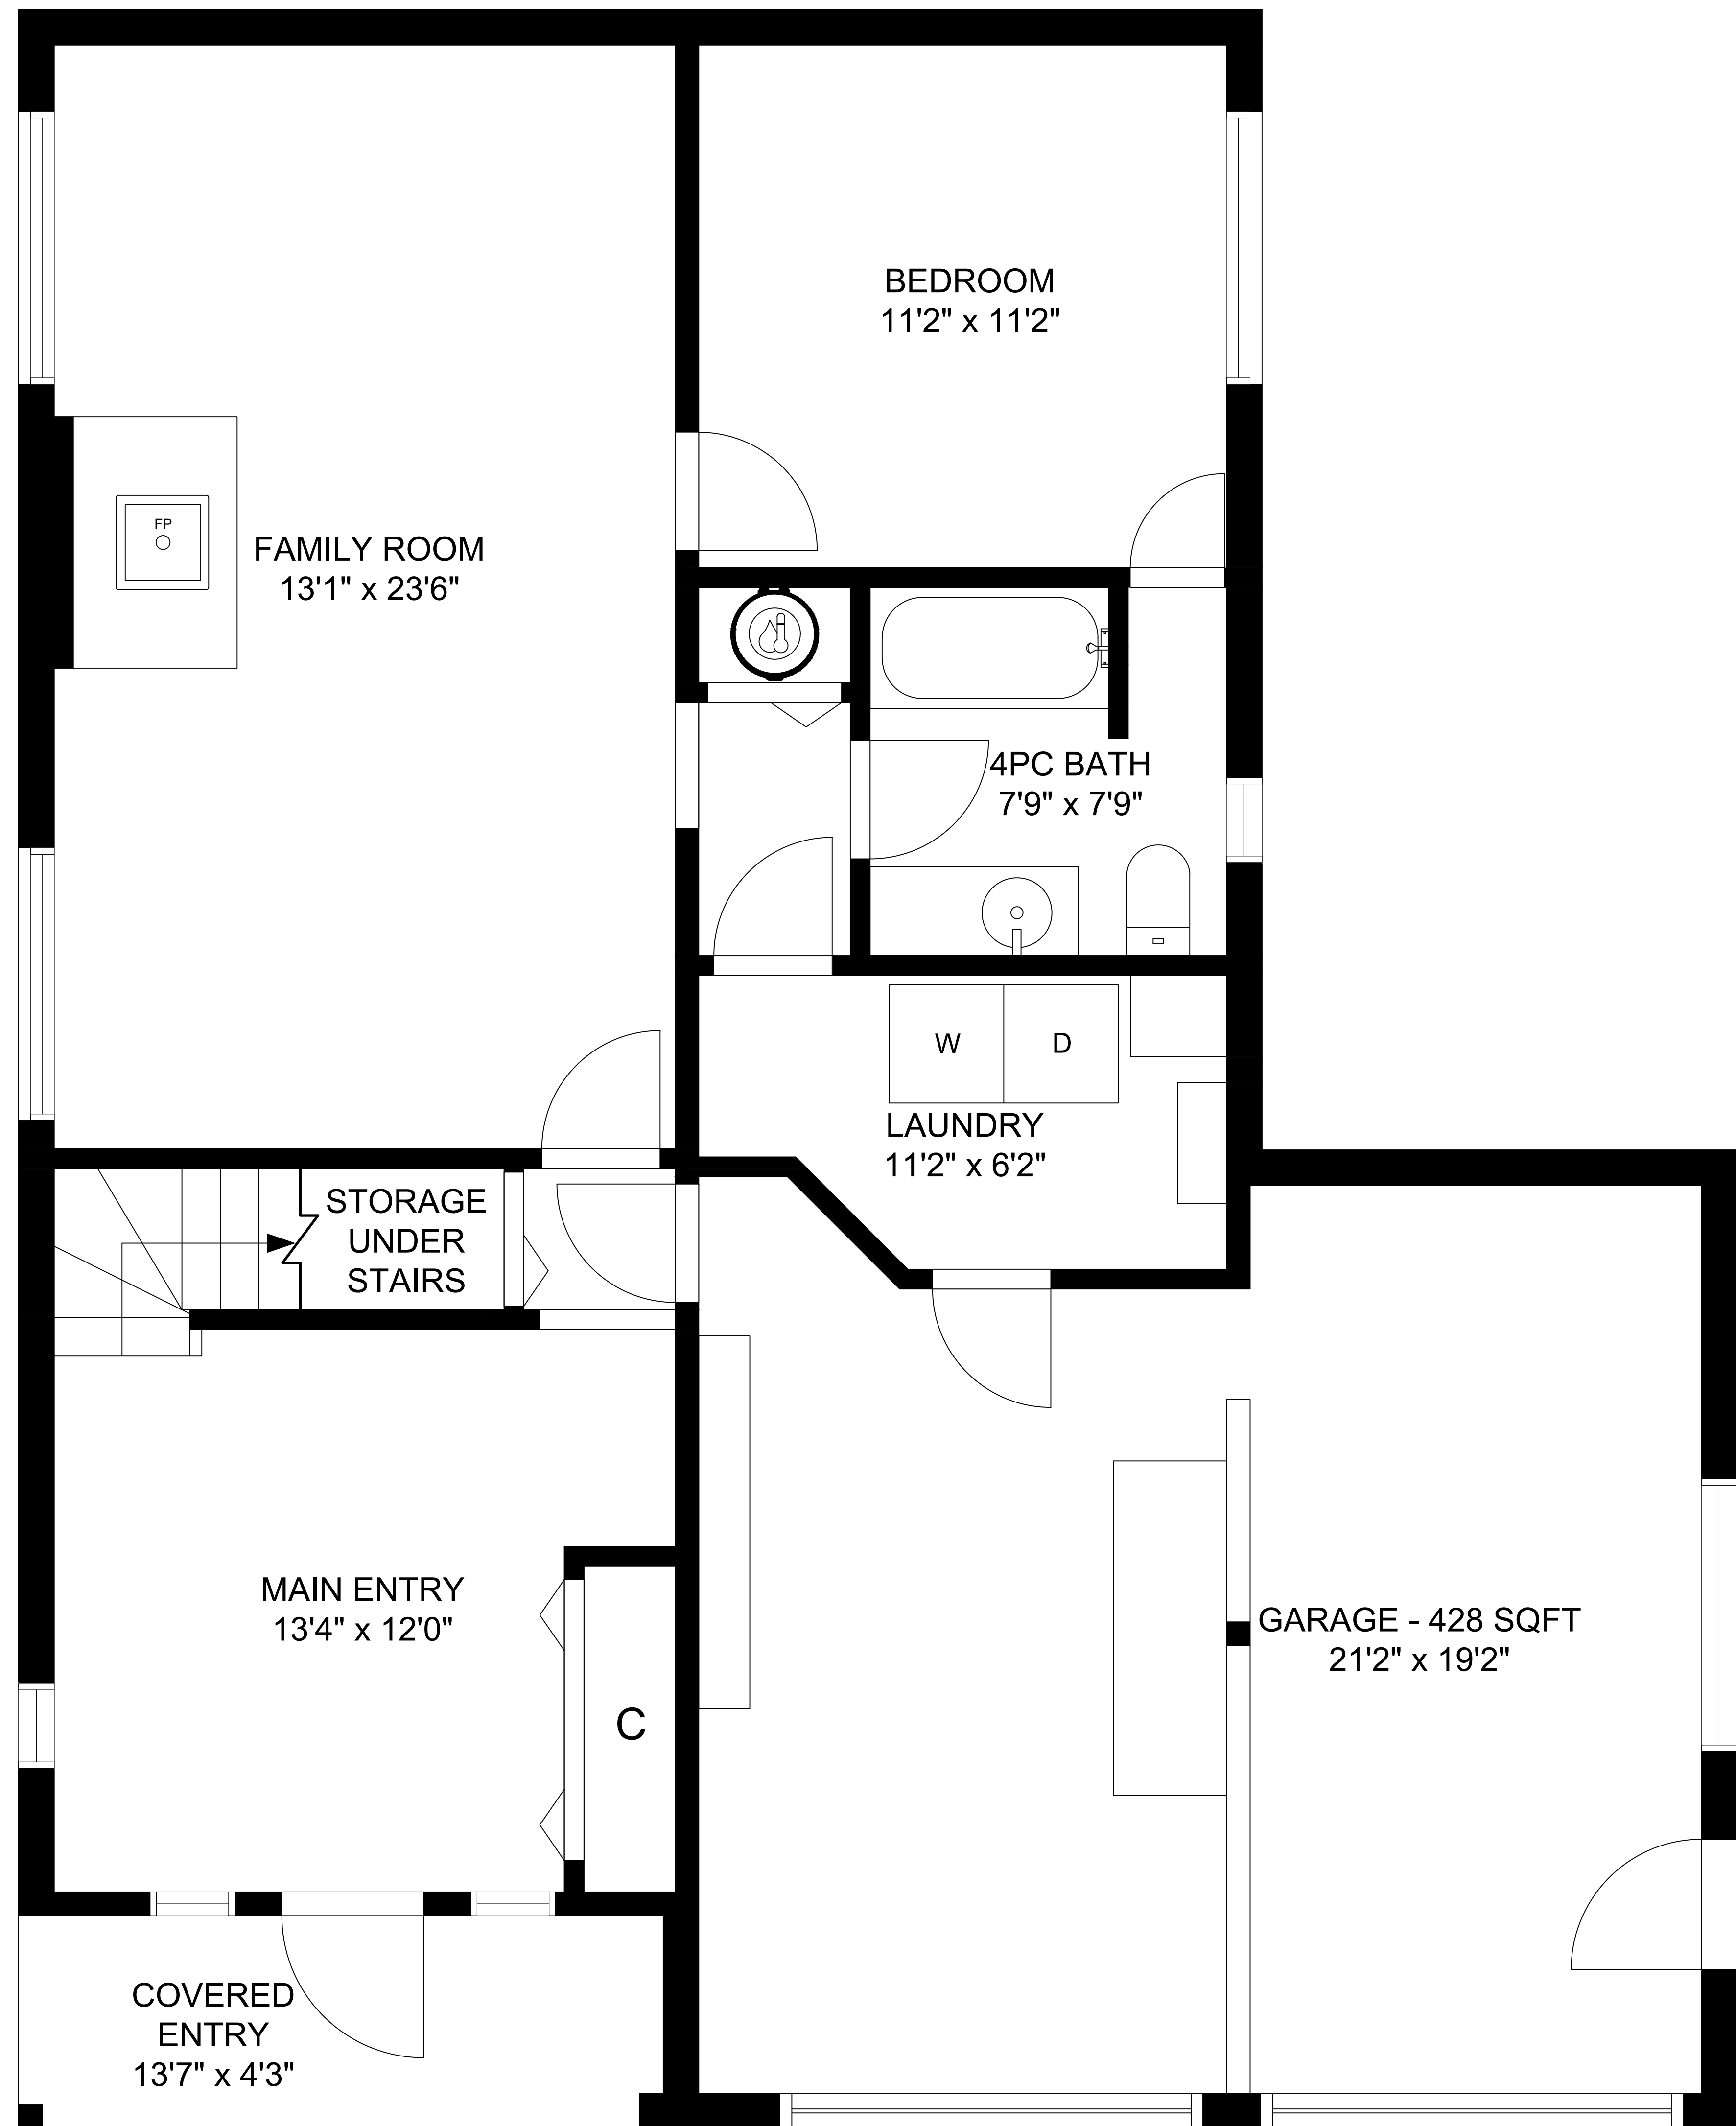 BEDROOM
11'2" x 11'2"
FP
FAMILY ROOM
13'1" x 23'6"
4PC BATH
7'9" x 7'9"
W
D
LAUNDRY
11'2" x 6'2"
STORAGE
UNDER
STAIRS
MAIN ENTRY
13'4" x 12'0"
C
GARAGE - 428 SQFT
21'2" x 19'2"
COVERED
ENTRY
13'7" x 4'3"